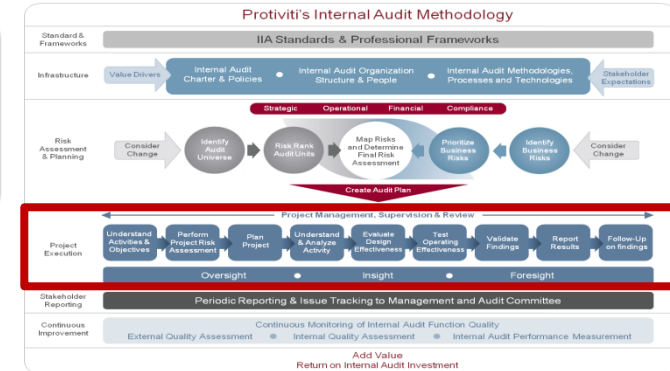 Protiviti's Internal Audit Methodology
Standard &
Frameworks
IIA Standards & Professional Frameworks
Infrastructure
Value Drivers
Internal Audit
Charter & Policies
Internal Audit Organization
Structure & People
Internal Audit Methodologies,
Processes and Technologies
Stakeholder
Expectations
Strategic Operational Financial Compliance
Risk
Assessment
& Planning
Consider
Change
Identify
Audit
Universe
Risk Rank
Audit Units
Map Risks
and Determine
Final Risk
Assessment
Prioritize
Business
Risks
Identify
Business
Risks
Consider
Change
Create Audit Plan
Project Management, Supervision & Review
Project
Execution
Understand
Activities &
Objectives
Perform
Project Risk
Assessment
Plan
Project
Understand
& Analyze
Activity
Evaluate
Design
Effectiveness
Test
Operating
Effectiveness
Validate
Findings
Report
Results
Follow-Up
on findings
Oversight Insight Foresight
Stakeholder
Reporting
Periodic Reporting & Issue Tracking to Management and Audit Committee
Continuous
Improvement
Continuous Monitoring of Internal Audit Function Quality
External Quality Assessment Internal Quality Assessment Internal Audit Performance Measurement
Add Value
Return on Internal Audit Investment